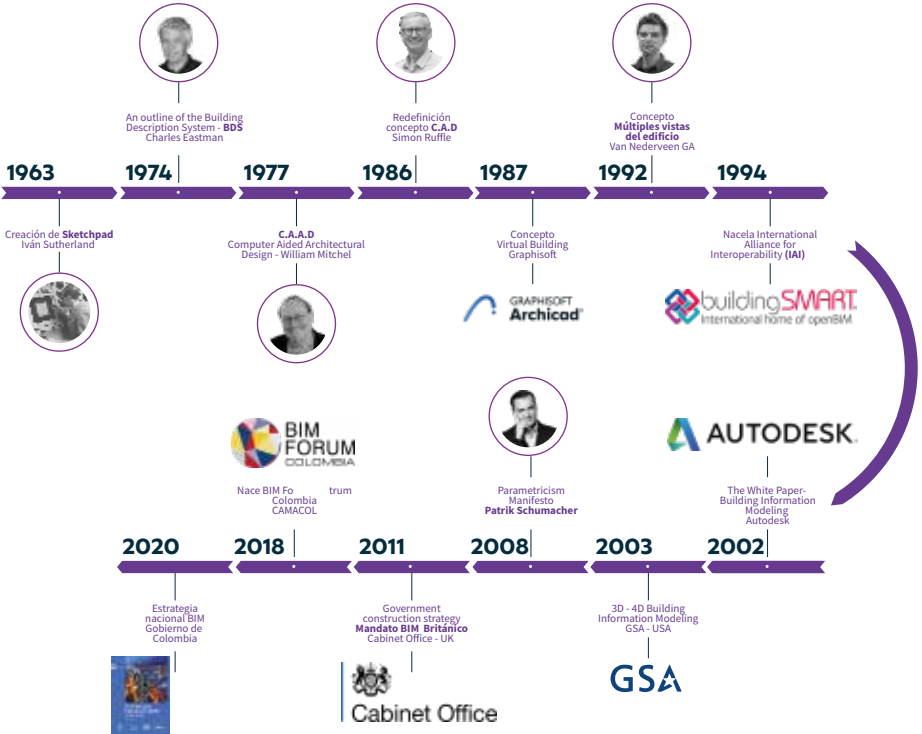 An outline of the Building
Description System - BDS
Charles Eastman
Redefinición
concepto C.A.D
Simon Ruffle
Concepto
Múltiples vistas
del edificio
Van Nederveen GA
1963
1974
1977
1986
1987
1992
1994
Creación de Sketchpad
Iván Sutherland
C.A.A.D
Computer Aided Architectural
Design - William Mitchel
Concepto
Virtual Building
Graphisoft
GRAPHISOFT
Archicad
Nacela International
Alliance for
Interoperability (IAI)
buildingSMART
International home of openBIM
BIM
FORUM
COLOMBIA
Nace BIM Fo trum
Colombia
CAMACOL
Parametricism
Manifesto
Patrik Schumacher
AUTODESK
The White Paper-
Building Information
Modeling
Autodesk
2020
2018
2011
2008
2003
2002
Estrategia
nacional BIM
Gobierno de
Colombia
Government
construction strategy
Mandato BIM Británico
Cabinet Office - UK
Cabinet Office
3D - 4D Building
Information Modeling
GSA - USA
GSA